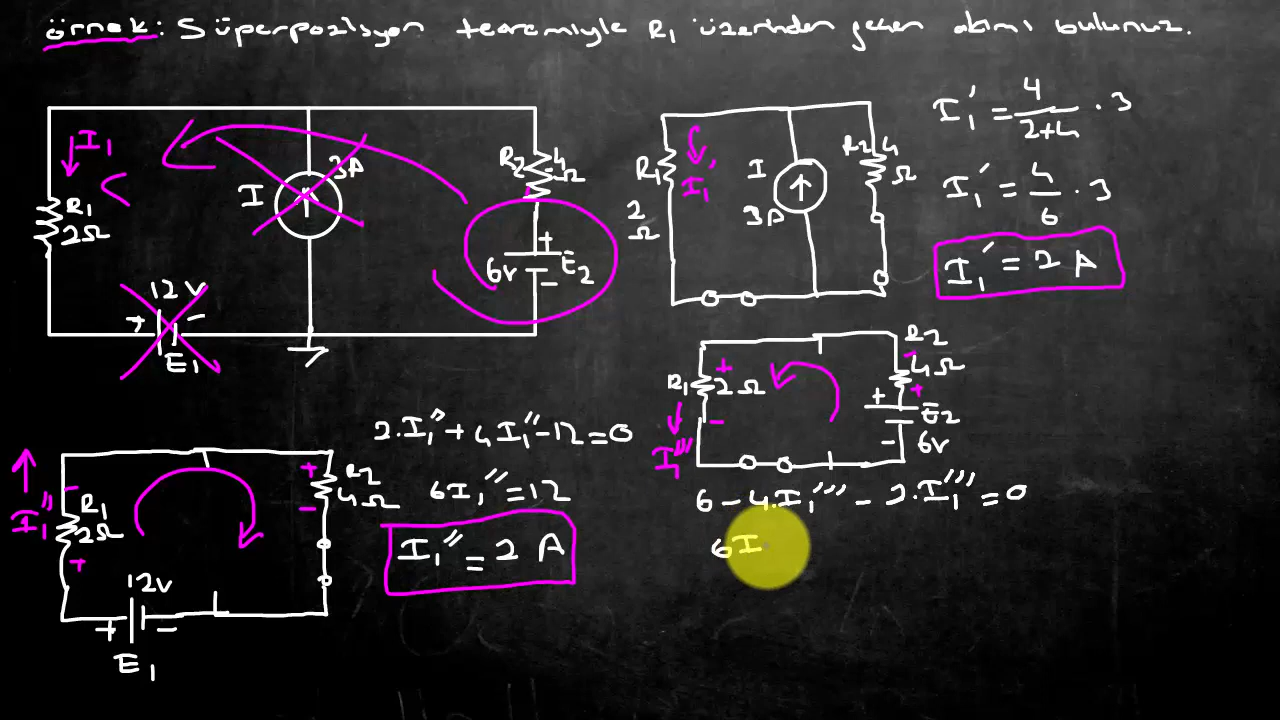 örnek: Süperpozisyon teoremiyle R₁ üzerinden geçen akımı bulunuz.
I₁
R₁
2Ω
I
3A
R₂ 4Ω
+
6V E₂
-
12V
+ -
E₁
R₁
2Ω
I₁'
I
3A
R₂ 4Ω
I₁' = 4/(2+4) . 3
I₁' = 4/6 . 3
I₁' = 2 A
R₁ 2Ω
+
-
I₁'''
R₂
4Ω
-
+
+
E₂
-
6V
6 - 4.I₁''' - 2.I₁''' = 0
6I
I₁''
-
R₁
2Ω
+
12V
+ -
E₁
+
R₂
4Ω
-
2.I₁'' + 4I₁'' - 12 = 0
6I₁'' = 12
I₁'' = 2 A